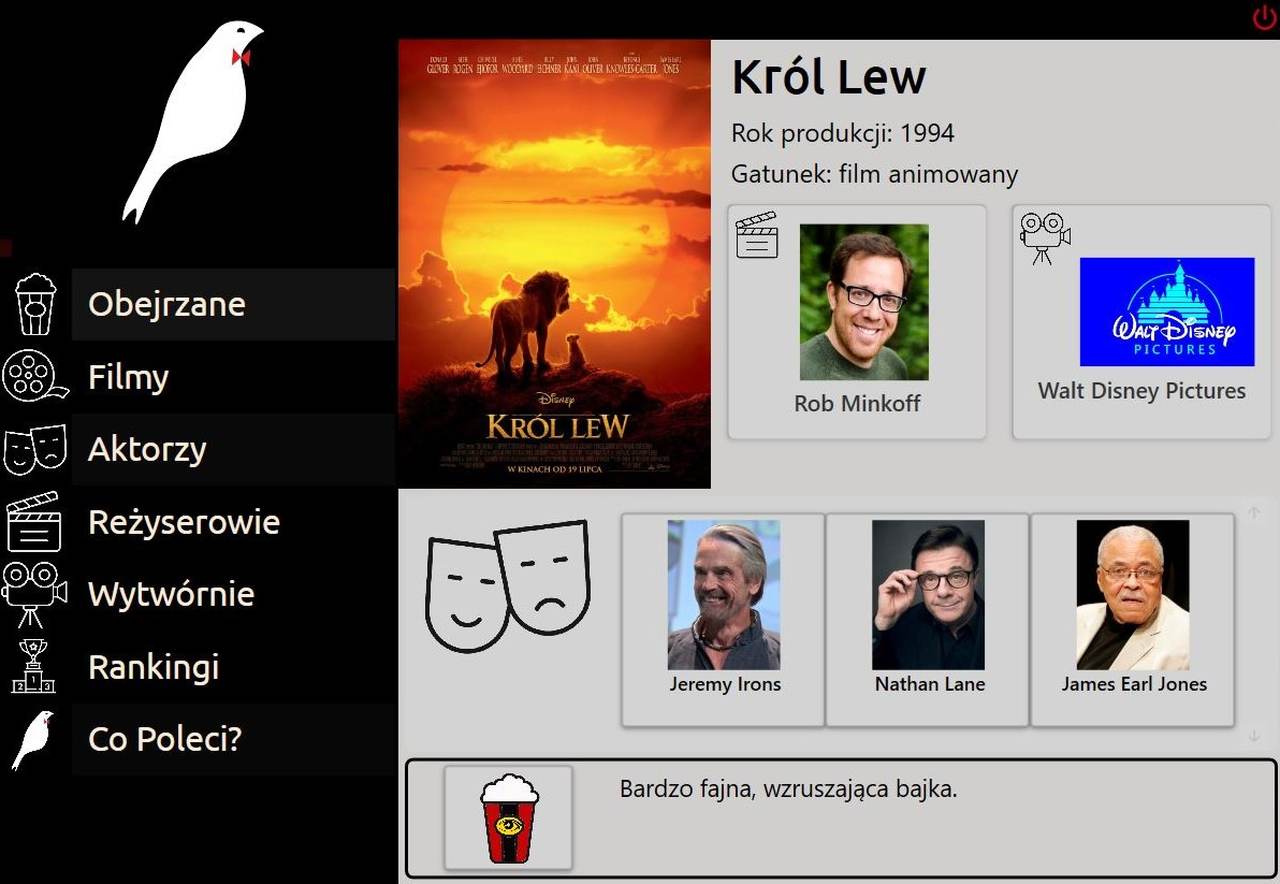 Obejrzane
Filmy
Aktorzy
Reżyserowie
Wytwórnie
Rankingi
Co Poleci?
DONALD GLOVER SETH ROGEN CHIWETEL EJIOFOR ALFRE WOODARD BILLY EICHNER JOHN KANI JOHN OLIVER BEYONCÉ KNOWLES-CARTER JAMES EARL JONES
DISNEY
KRÓL LEW
W KINACH OD 19 LIPCA
Król Lew
Rok produkcji: 1994
Gatunek: film animowany
Rob Minkoff
WALT DISNEY
PICTURES
Walt Disney Pictures
Jeremy Irons
Nathan Lane
James Earl Jones
Bardzo fajna, wzruszająca bajka.